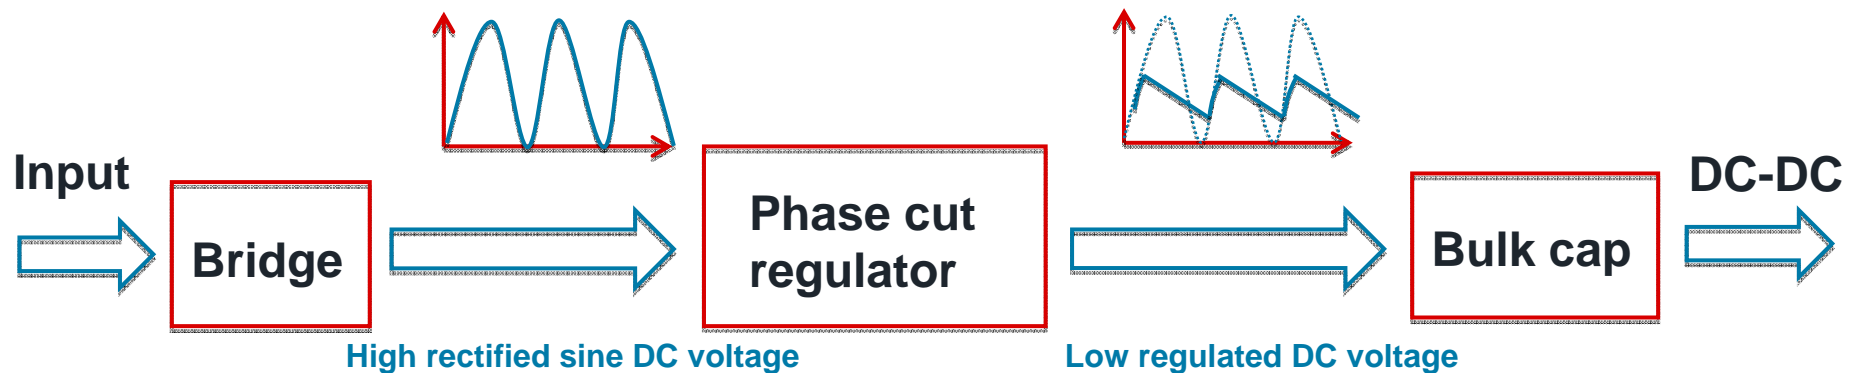 Input
Bridge
High rectified sine DC voltage
Phase cut
regulator
Low regulated DC voltage
Bulk cap
DC-DC